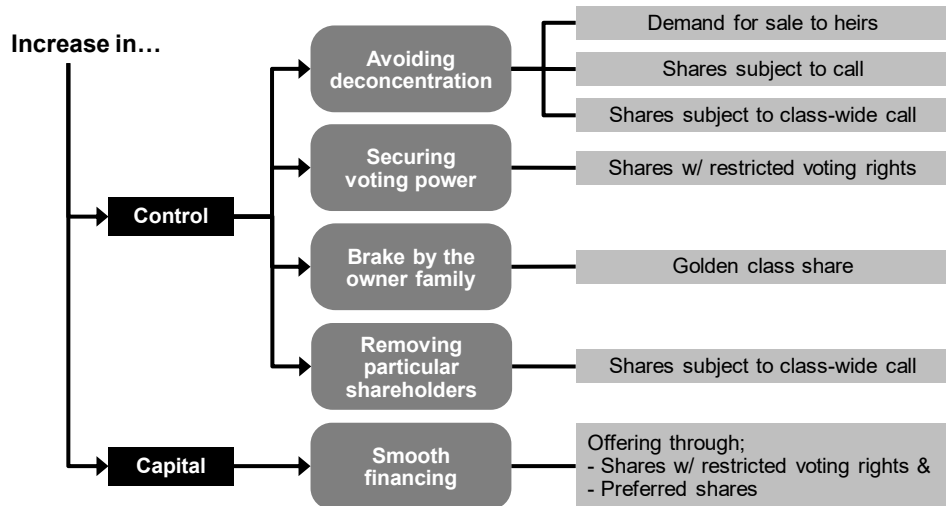 Increase in…
Control
Capital
Avoiding
deconcentration
Demand for sale to heirs
Shares subject to call
Shares subject to class-wide call
Securing
voting power
Shares w/ restricted voting rights
Brake by the
owner family
Golden class share
Removing
particular
shareholders
Shares subject to class-wide call
Smooth
financing
Offering through;
- Shares w/ restricted voting rights &
- Preferred shares